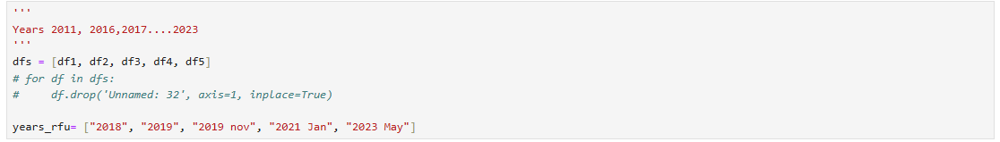 '''
Years 2011, 2016,2017....2023
'''
dfs = [df1, df2, df3, df4, df5]
# for df in dfs:
#     df.drop('Unnamed: 32', axis=1, inplace=True)
years_rfu= ["2018", "2019", "2019 nov", "2021 Jan", "2023 May"]